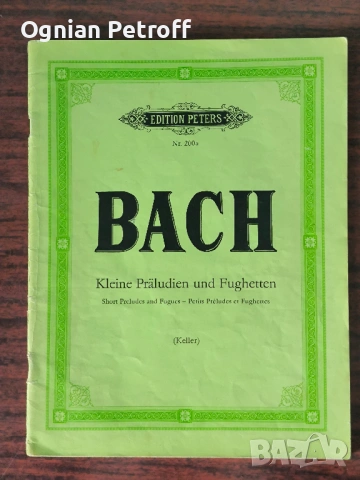 Ognian Petroff
EDITION PETERS
Nr. 200a
BACH
Kleine Präludien und Fughetten
Short Preludes and Fugues – Petits Préludes et Fughettes
(Keller)
BAZAR